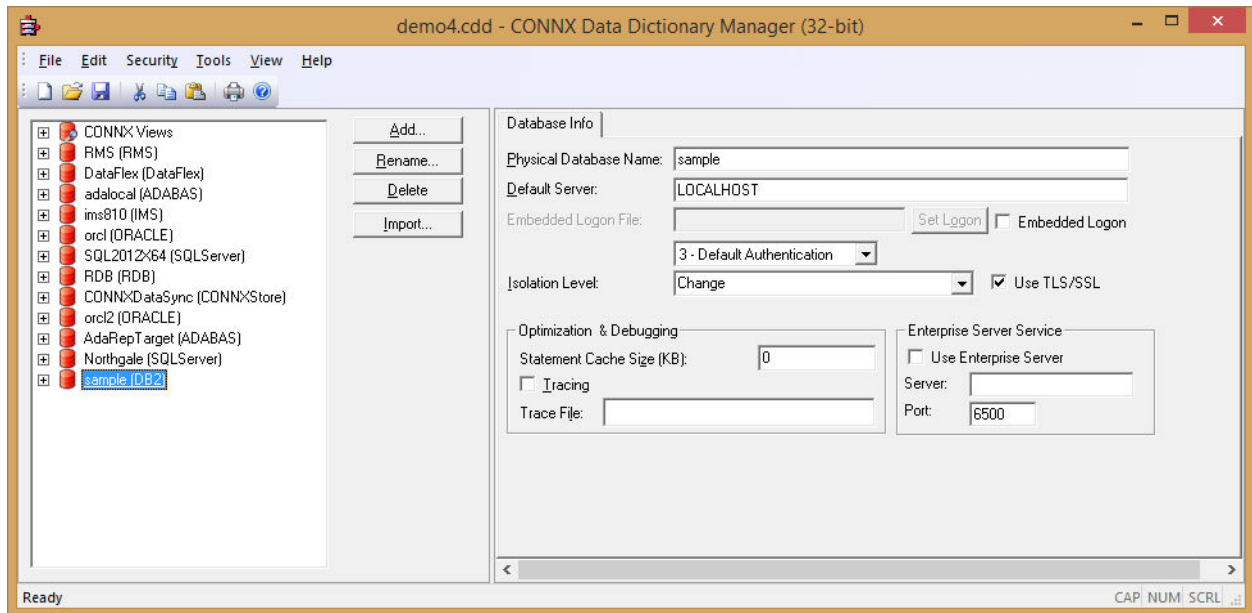 demo4.cdd - CONNX Data Dictionary Manager (32-bit)
File Edit Security Tools View Help
CONNX Views
RMS (RMS)
DataFlex (DataFlex)
adalocal (ADABAS)
ims810 (IMS)
orcl (ORACLE)
SQL2012X64 (SQLServer)
RDB (RDB)
CONNXDataSync (CONNXStore)
orcl2 (ORACLE)
AdaRepTarget (ADABAS)
Northgale (SQLServer)
sample (DB2)
Add...
Rename...
Delete
Import...
Database Info
Physical Database Name: sample
Default Server: LOCALHOST
Embedded Logon File: Set Logon Embedded Logon
3 - Default Authentication
Isolation Level: Change Use TLS/SSL
Optimization & Debugging
Statement Cache Size (KB): 0
Tracing
Trace File:
Enterprise Server Service
Use Enterprise Server
Server:
Port: 6500
Ready CAP NUM SCRL